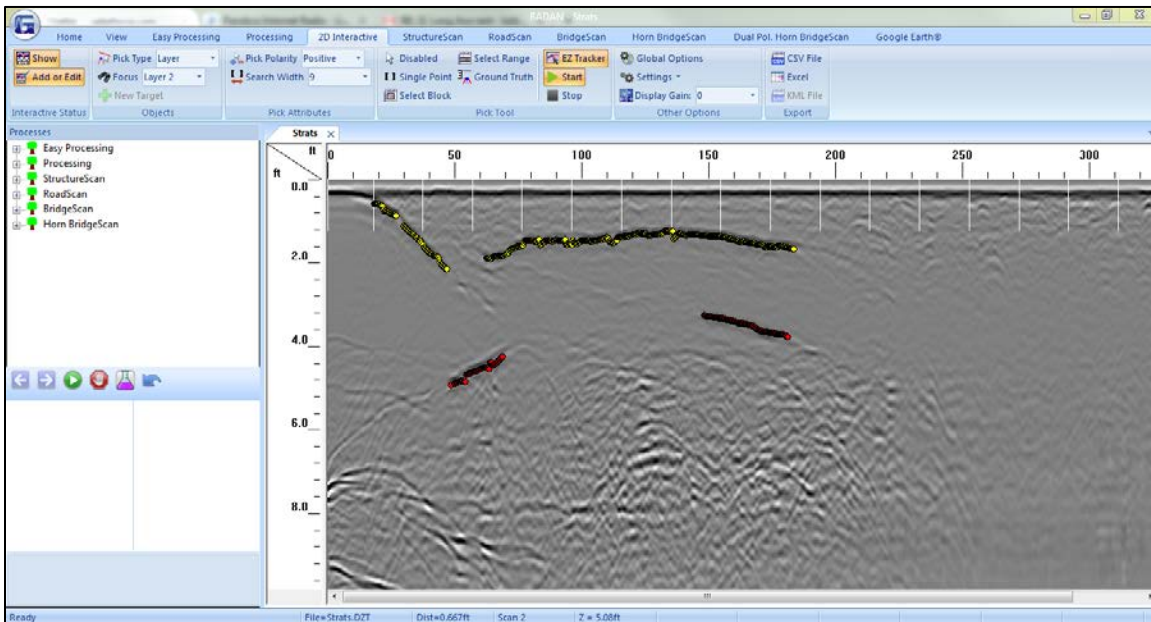 RADAN - Strats
Home View Easy Processing Processing 2D Interactive StructureScan RoadScan BridgeScan Horn BridgeScan Dual Pol. Horn BridgeScan Google Earth®
Show Pick Type Layer Pick Polarity Positive Disabled Select Range EZ Tracker Global Options CSV File
Add or Edit Focus Layer 2 Search Width 9 Single Point Ground Truth Start Settings Excel
New Target Select Block Stop Display Gain: 0 KML File
Interactive Status Objects Pick Attributes Pick Tool Other Options Export
Processes
Easy Processing
Processing
StructureScan
RoadScan
BridgeScan
Horn BridgeScan
Strats
ft
0 50 100 150 200 250 300
ft
0.0
2.0
4.0
6.0
8.0
Ready File=Strats.DZT Dist=0.667ft Scan 2 Z = 5.08ft